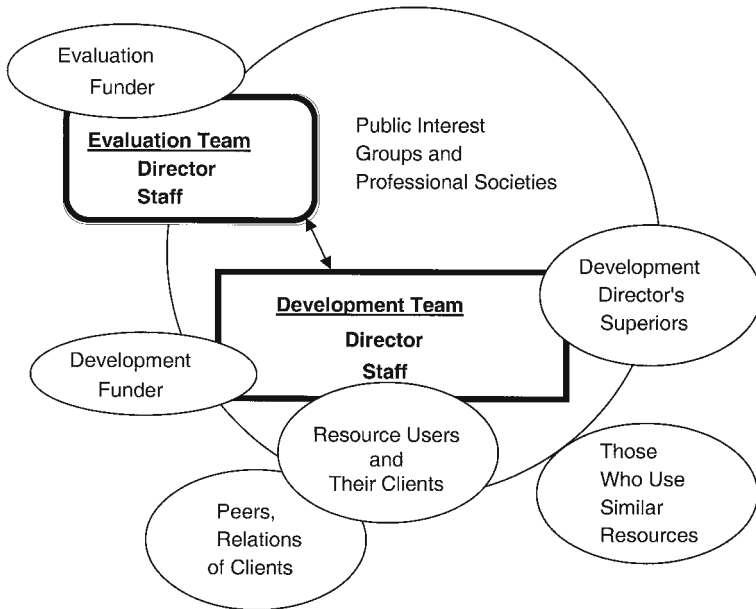 Evaluation
Funder
Evaluation Team
Director
Staff
Public Interest
Groups and
Professional Societies
Development
Director's
Superiors
Development Team
Director
Staff
Development
Funder
Resource Users
and
Their Clients
Those
Who Use
Similar
Resources
Peers,
Relations
of Clients